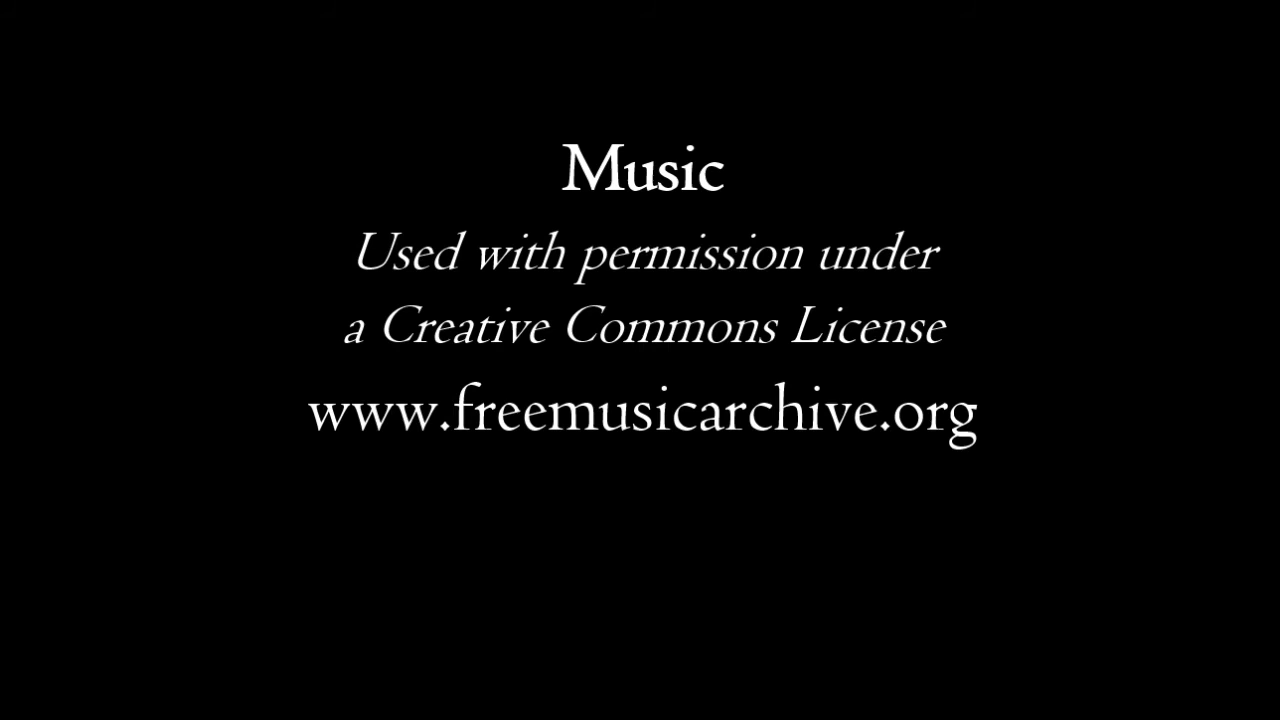 Music
Used with permission under
a Creative Commons License
www.freemusicarchive.org